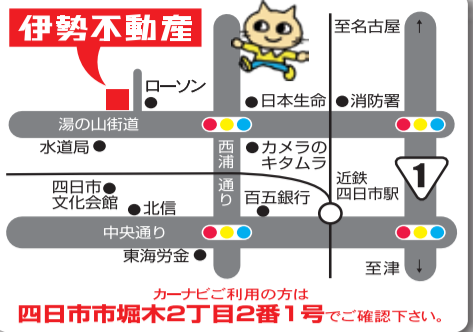 伊勢不動産
至名古屋
↑
ローソン
日本生命
消防署
湯の山街道
水道局
西浦通り
カメラの
キタムラ
近鉄
四日市駅
1
四日市
文化会館
北信
百五銀行
中央通り
東海労金
至津
↓
カーナビご利用の方は
四日市市堀木2丁目2番1号でご確認下さい。